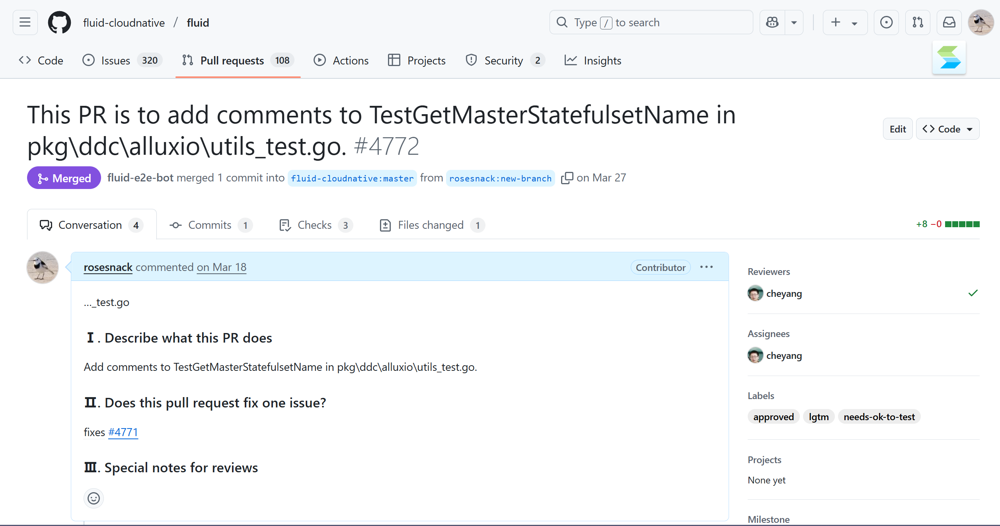 fluid-cloudnative / fluid
Type / to search
Code
Issues 320
Pull requests 108
Actions
Projects
Security 2
Insights
This PR is to add comments to TestGetMasterStatefulsetName in
pkg\ddc\alluxio\utils_test.go. #4772
Edit
Code
Merged
fluid-e2e-bot merged 1 commit into fluid-cloudnative:master from rosesnack:new-branch on Mar 27
Conversation 4
Commits 1
Checks 3
Files changed 1
+8 −0
rosesnack commented on Mar 18
Contributor
…_test.go
Ⅰ. Describe what this PR does
Add comments to TestGetMasterStatefulsetName in pkg\ddc\alluxio\utils_test.go.
Ⅱ. Does this pull request fix one issue?
fixes #4771
Ⅲ. Special notes for reviews
Reviewers
cheyang
Assignees
cheyang
Labels
approved lgtm needs-ok-to-test
Projects
None yet
Milestone